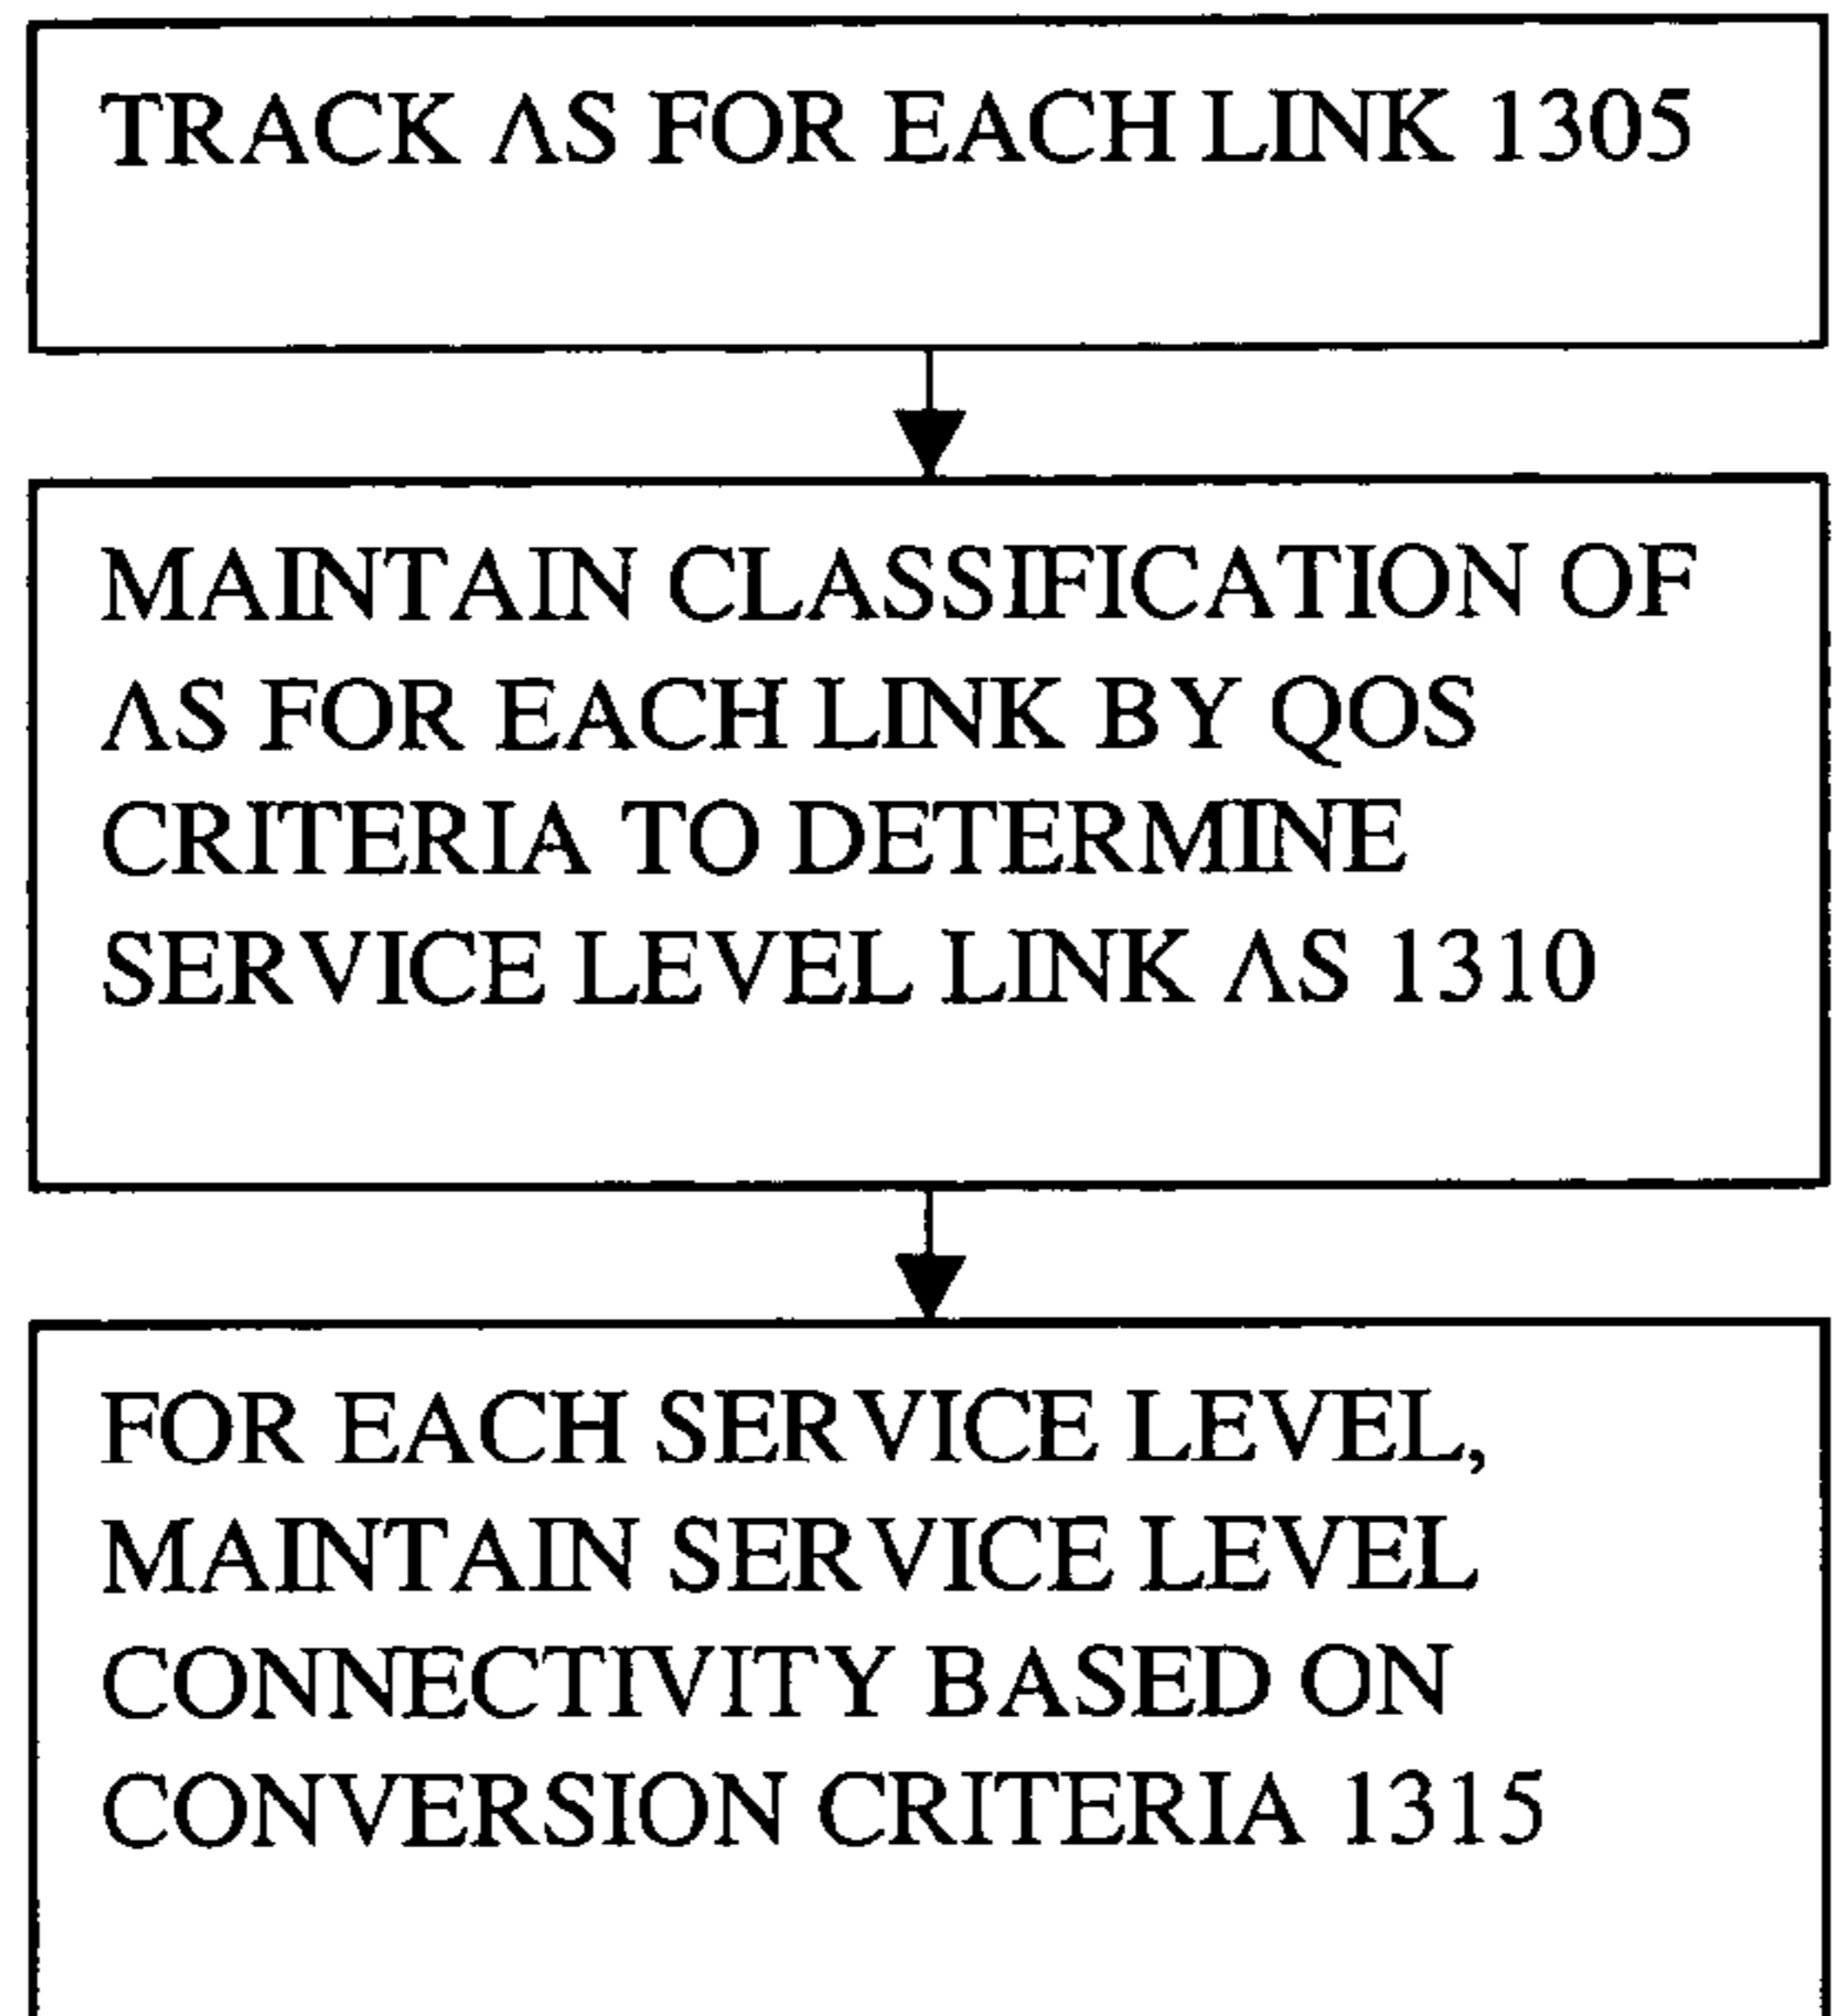 TRACK ΛS FOR EACH LINK 1305
MAINTAIN CLASSIFICATION OF
ΛS FOR EACH LINK BY QOS
CRITERIA TO DETERMINE
SERVICE LEVEL LINK ΛS 1310
FOR EACH SERVICE LEVEL,
MAINTAIN SERVICE LEVEL
CONNECTIVITY BASED ON
CONVERSION CRITERIA 1315